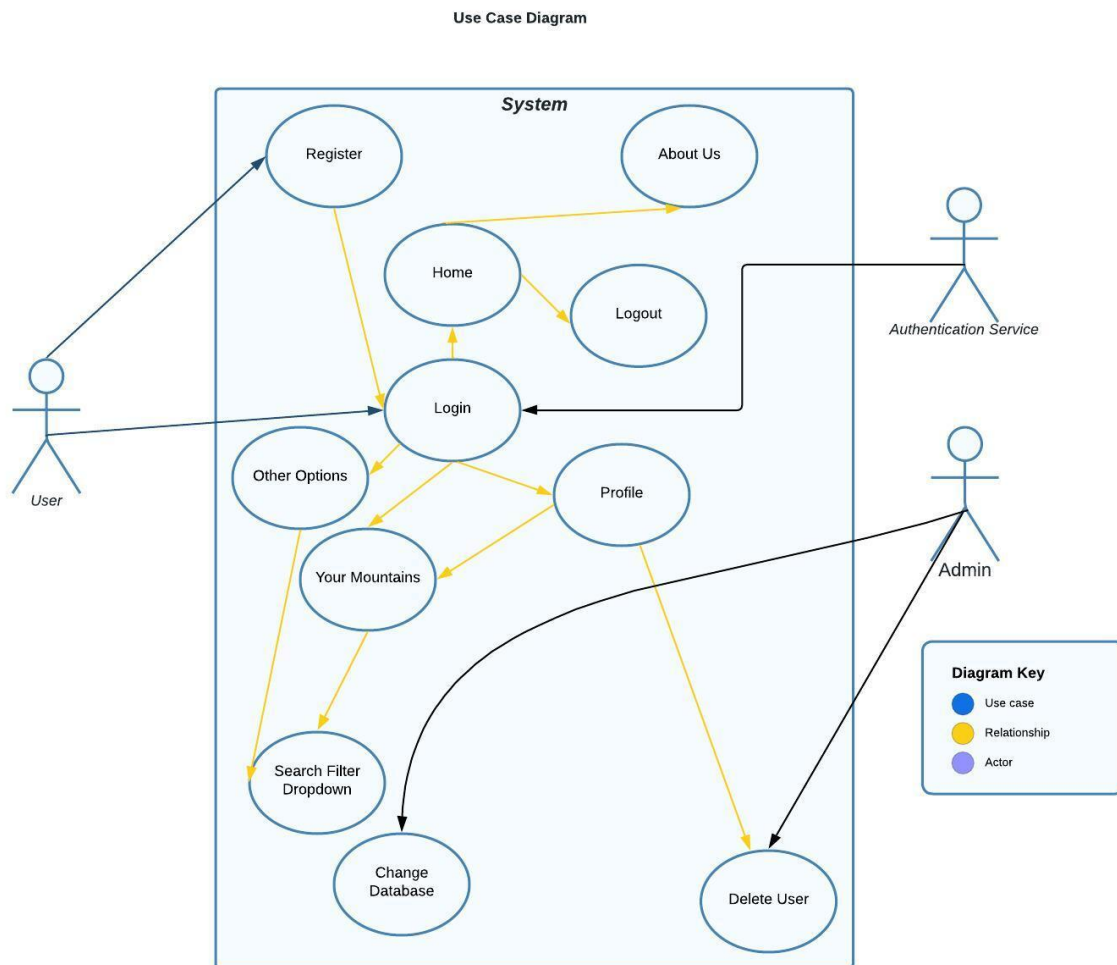 Use Case Diagram
System
Register
About Us
Home
Logout
Authentication Service
Login
User
Other Options
Profile
Your Mountains
Admin
Diagram Key
Use case
Relationship
Actor
Search Filter
Dropdown
Change
Database
Delete User